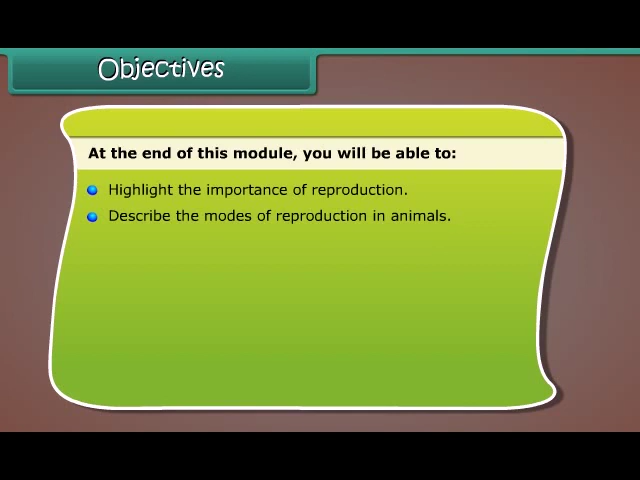 Objectives
At the end of this module, you will be able to:
Highlight the importance of reproduction.
Describe the modes of reproduction in animals.